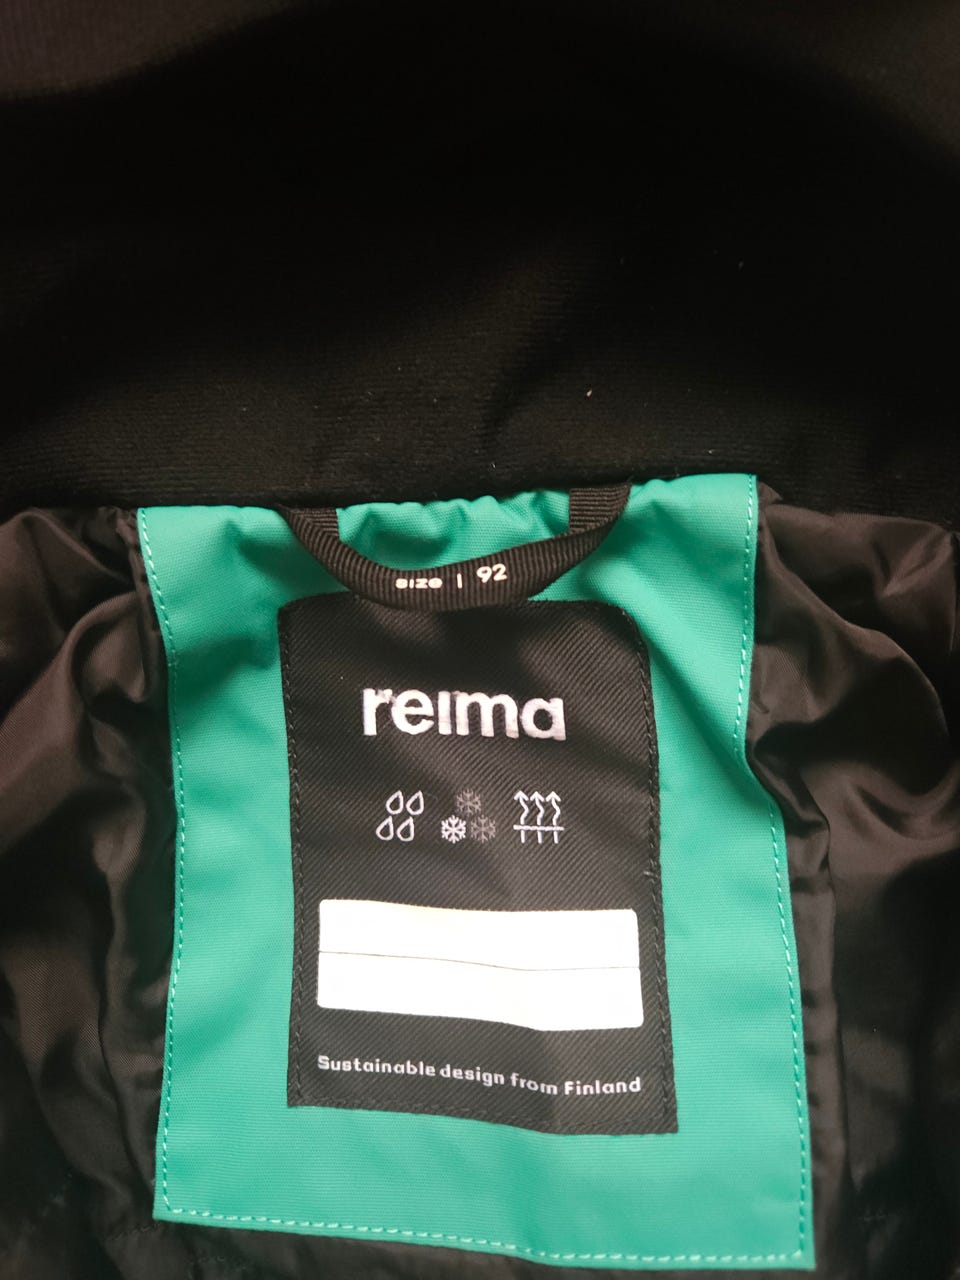 size | 92
reima
Sustainable design from Finland